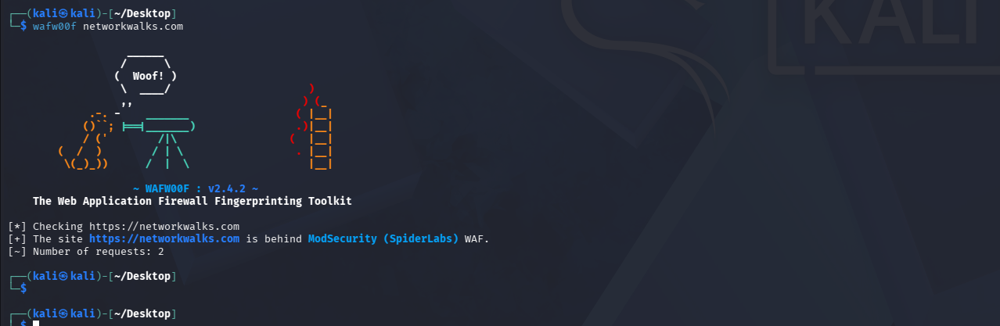 ┌──(kali㉿kali)-[~/Desktop]
└─$ wafw00f networkwalks.com
Woof!
~ WAFW00F : v2.4.2 ~
The Web Application Firewall Fingerprinting Toolkit
[*] Checking https://networkwalks.com
[+] The site https://networkwalks.com is behind ModSecurity (SpiderLabs) WAF.
[~] Number of requests: 2
┌──(kali㉿kali)-[~/Desktop]
└─$
┌──(kali㉿kali)-[~/Desktop]
└─$
KALI